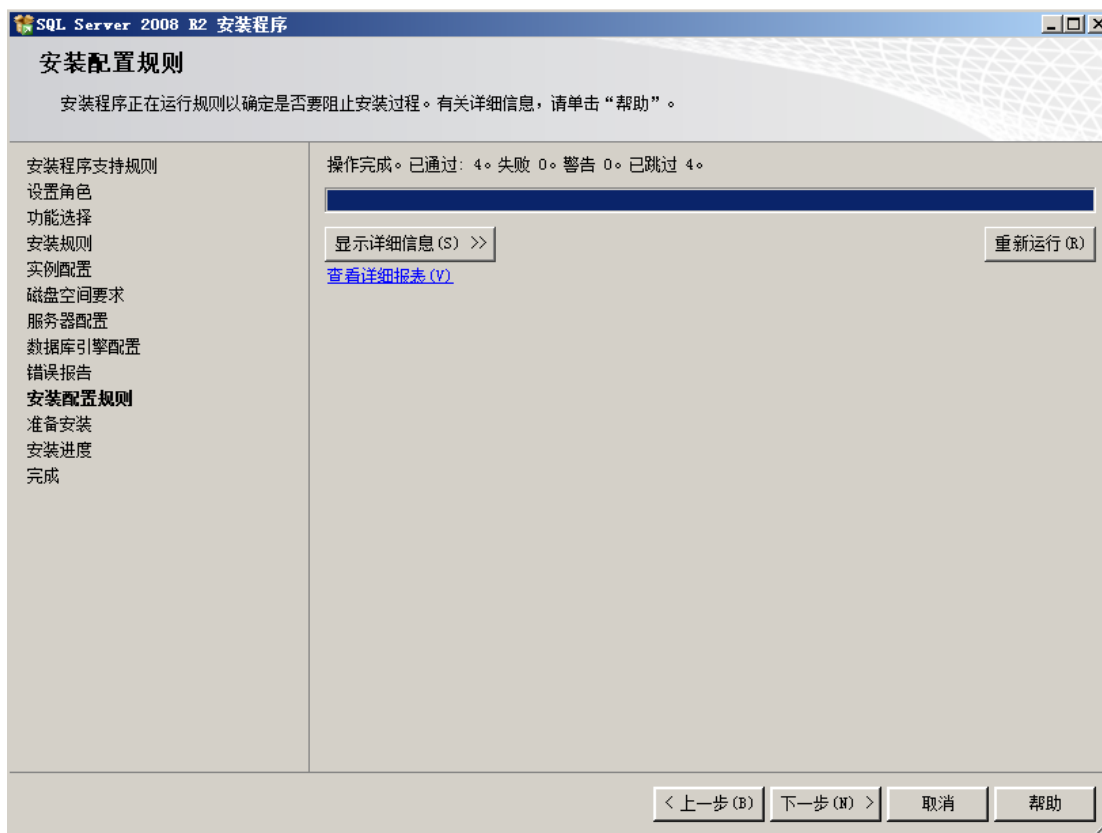 SQL Server 2008 R2 安装程序
安装配置规则
安装程序正在运行规则以确定是否要阻止安装过程。有关详细信息，请单击“帮助”。
安装程序支持规则
设置角色
功能选择
安装规则
实例配置
磁盘空间要求
服务器配置
数据库引擎配置
错误报告
安装配置规则
准备安装
安装进度
完成
操作完成。已通过: 4。失败 0。警告 0。已跳过 4。
显示详细信息(S) >>
重新运行(R)
查看详细报表(V)
< 上一步(B) 下一步(N) > 取消 帮助